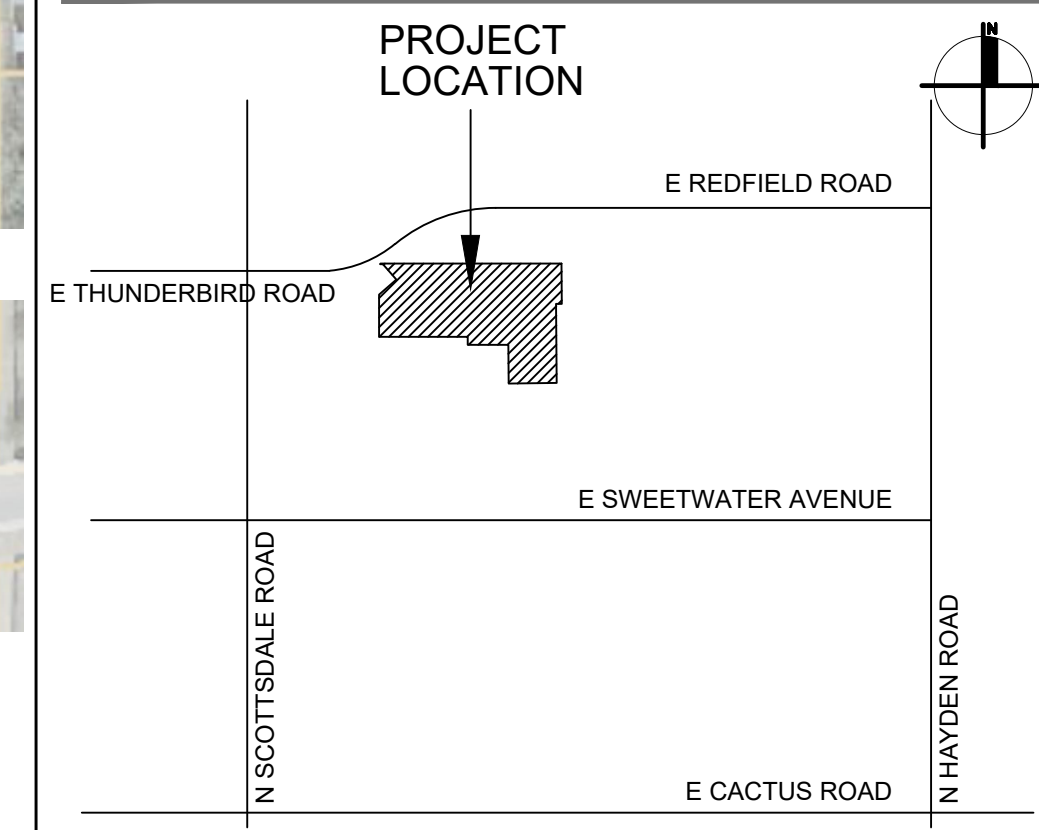 PROJECT
LOCATION
N
E REDFIELD ROAD
E THUNDERBIRD ROAD
E SWEETWATER AVENUE
N SCOTTSDALE ROAD
N HAYDEN ROAD
E CACTUS ROAD